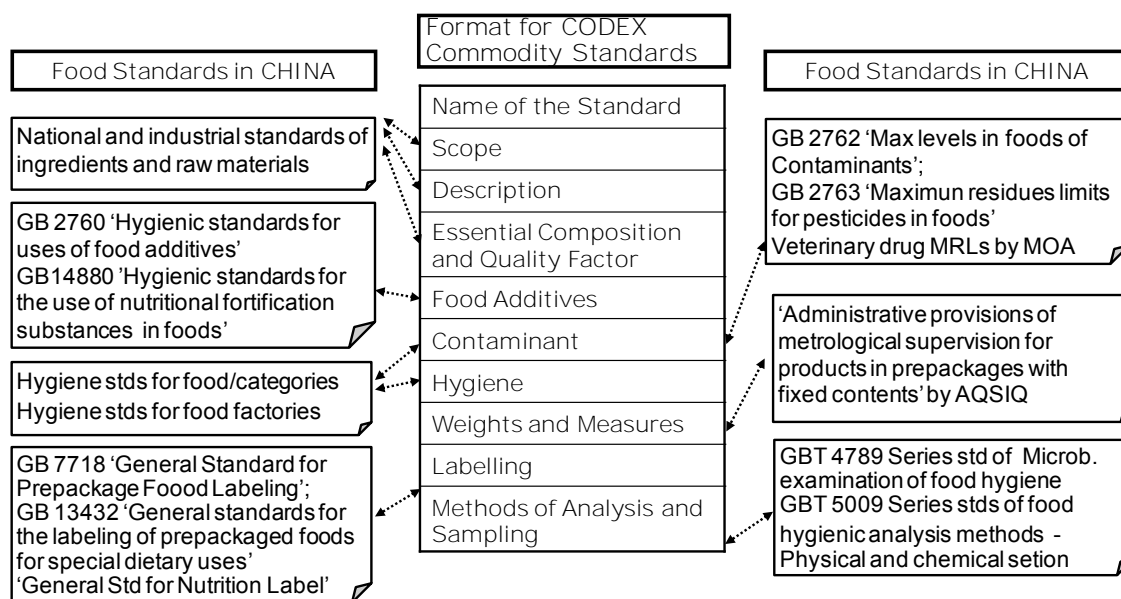 Food Standards in CHINA
National and industrial standards of
ingredients and raw materials
GB 2760 ‘Hygienic standards for
uses of food additives’
GB14880 ’Hygienic standards for
the use of nutritional fortification
substances in foods’
Hygiene stds for food/categories
Hygiene stds for food factories
GB 7718 ‘General Standard for
Prepackage Foood Labeling’;
GB 13432 ‘General standards for
the labeling of prepackaged foods
for special dietary uses’
‘General Std for Nutrition Label’
Format for CODEX
Commodity Standards
Name of the Standard
Scope
Description
Essential Composition
and Quality Factor
Food Additives
Contaminant
Hygiene
Weights and Measures
Labelling
Methods of Analysis and
Sampling
Food Standards in CHINA
GB 2762 ‘Max levels in foods of
Contaminants’;
GB 2763 ‘Maximun residues limits
for pesticides in foods’
Veterinary drug MRLs by MOA
‘Administrative provisions of
metrological supervision for
products in prepackages with
fixed contents’ by AQSIQ
GBT 4789 Series std of Microb.
examination of food hygiene
GBT 5009 Series stds of food
hygienic analysis methods -
Physical and chemical setion